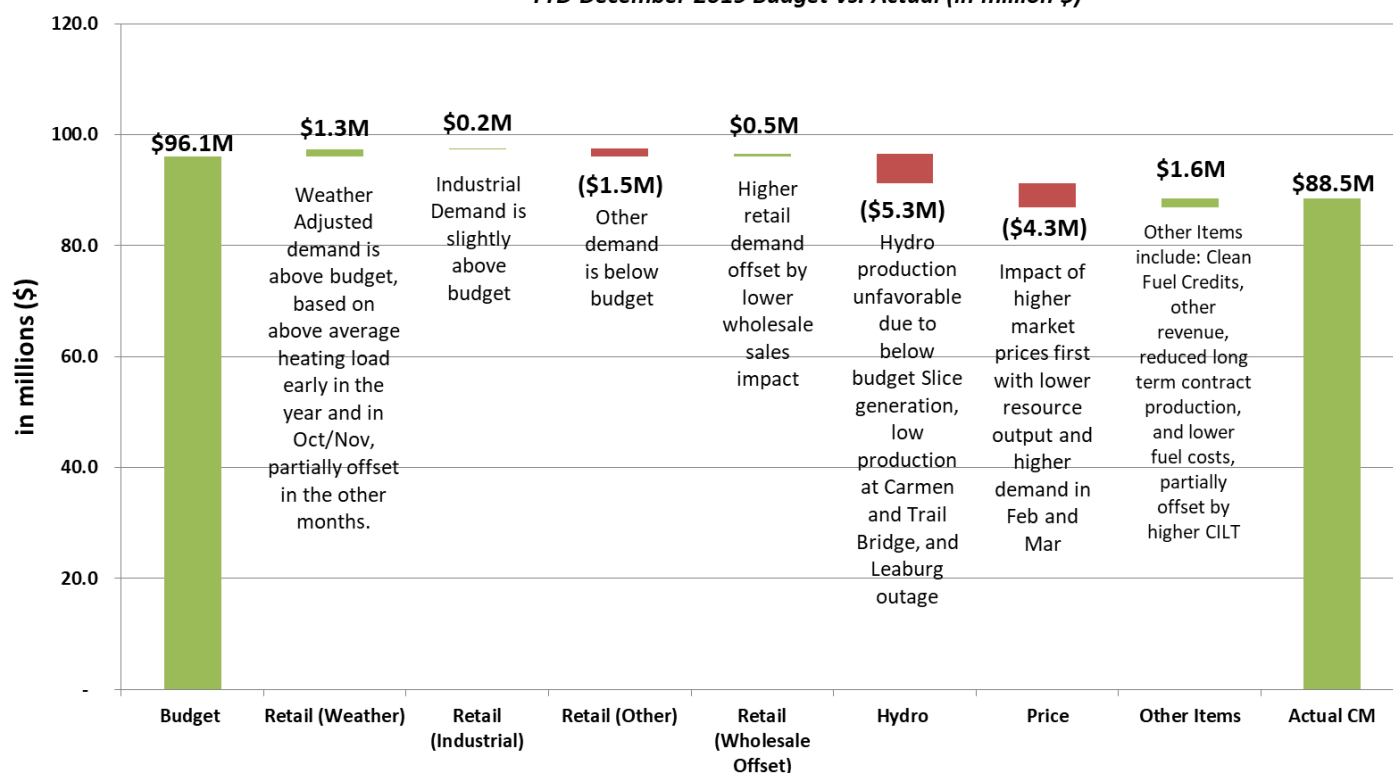 YTD December 2019 Budget vs. Actual (in million $)
in millions ($)
120.0
100.0
80.0
60.0
40.0
20.0
-
$96.1M
$1.3M
Weather
Adjusted
demand is
above budget,
based on
above average
heating load
early in the
year and in
Oct/Nov,
partially offset
in the other
months.
$0.2M
Industrial
Demand is
slightly
above
budget
($1.5M)
Other
demand
is below
budget
$0.5M
Higher
retail
demand
offset by
lower
wholesale
sales
impact
($5.3M)
Hydro
production
unfavorable
due to
below
budget Slice
generation,
low
production
at Carmen
and Trail
Bridge, and
Leaburg
outage
($4.3M)
Impact of
higher
market
prices first
with lower
resource
output and
higher
demand in
Feb and
Mar
$1.6M
Other Items
include: Clean
Fuel Credits,
other
revenue,
reduced long
term contract
production,
and lower
fuel costs,
partially
offset by
higher CILT
$88.5M
Budget
Retail (Weather)
Retail
(Industrial)
Retail (Other)
Retail
(Wholesale
Offset)
Hydro
Price
Other Items
Actual CM